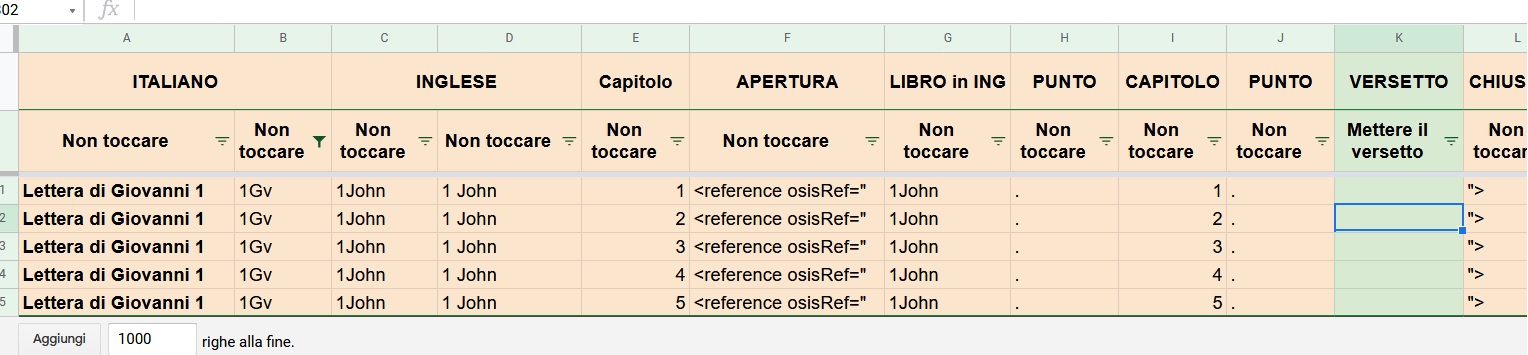 02 fx
A B C D E F G H I J K L
ITALIANO INGLESE Capitolo APERTURA LIBRO in ING PUNTO CAPITOLO PUNTO VERSETTO CHIUS
Non toccare Non toccare Non toccare Non toccare Non toccare Non toccare Non toccare Non toccare Non toccare Non toccare Mettere il versetto Non toccar
1 Lettera di Giovanni 1 1Gv 1John 1 John 1 <reference osisRef=" 1John . 1 . ">
2 Lettera di Giovanni 1 1Gv 1John 1 John 2 <reference osisRef=" 1John . 2 . ">
3 Lettera di Giovanni 1 1Gv 1John 1 John 3 <reference osisRef=" 1John . 3 . ">
4 Lettera di Giovanni 1 1Gv 1John 1 John 4 <reference osisRef=" 1John . 4 . ">
5 Lettera di Giovanni 1 1Gv 1John 1 John 5 <reference osisRef=" 1John . 5 . ">
Aggiungi 1000 righe alla fine.